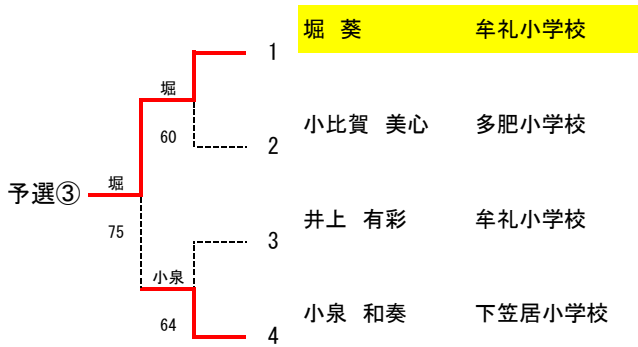 堀 葵 牟礼小学校
1
堀
60
小比賀 美心 多肥小学校
2
予選③
堀
75
井上 有彩 牟礼小学校
3
小泉
64
小泉 和奏 下笠居小学校
4